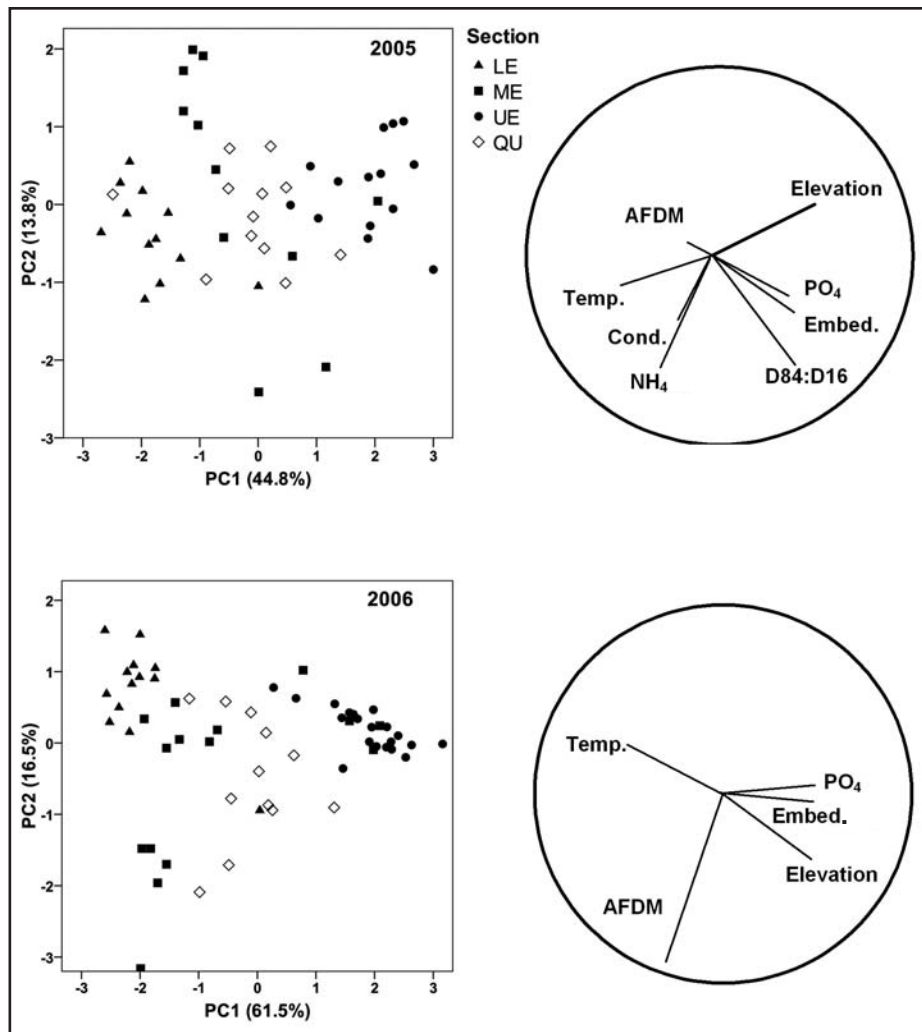 2005
Section
LE
ME
UE
QU
2
1
0
-1
-2
-3
PC2 (13.8%)
-3 -2 -1 0 1 2 3
PC1 (44.8%)
Elevation
AFDM
PO4
Temp.
Embed.
Cond.
D84:D16
NH4
2006
2
1
0
-1
-2
-3
PC2 (16.5%)
-3 -2 -1 0 1 2 3
PC1 (61.5%)
Temp.
PO4
Embed.
Elevation
AFDM